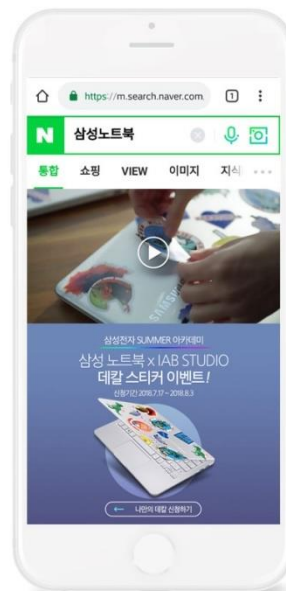 https://m.search.naver.com
1
N 삼성노트북
통합 쇼핑 VIEW 이미지 지식
SAMSUNG
삼성전자 SUMMER 아카데미
삼성 노트북 x IAB STUDIO
데칼 스티커 이벤트!
신청기간 2018.7.17 ~ 2018.8.3
← 나만의 데칼 신청하기